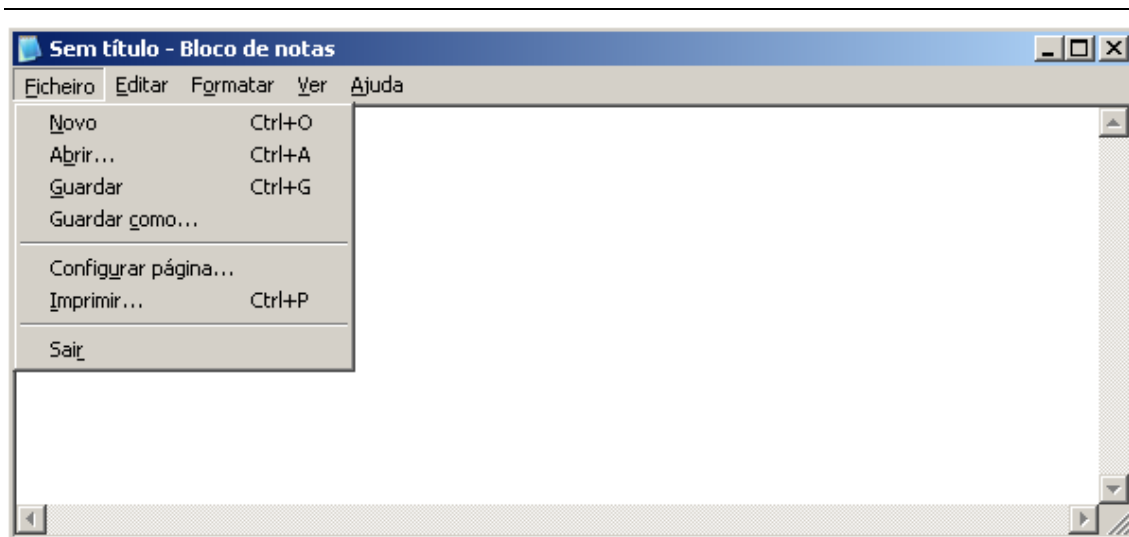 Sem título - Bloco de notas
Ficheiro Editar Formatar Ver Ajuda
Novo Ctrl+O
Abrir... Ctrl+A
Guardar Ctrl+G
Guardar como...
Configurar página...
Imprimir... Ctrl+P
Sair